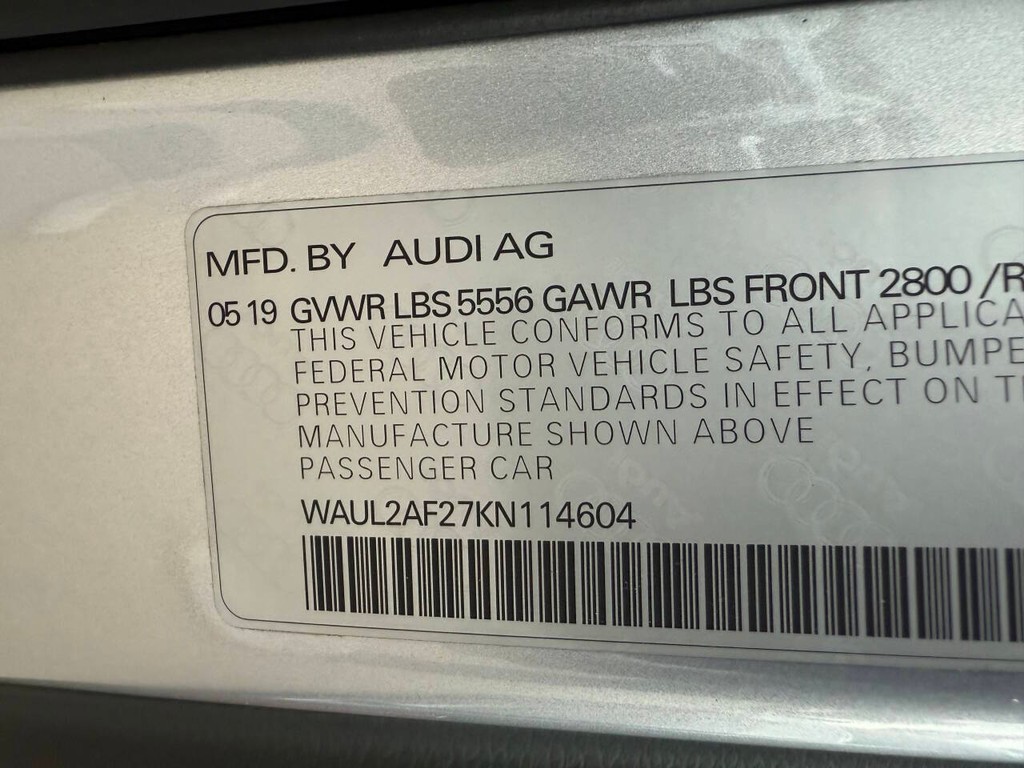 MFD. BY AUDI AG
05 19 GVWR LBS 5556 GAWR LBS FRONT 2800 /R
THIS VEHICLE CONFORMS TO ALL APPLICA
FEDERAL MOTOR VEHICLE SAFETY, BUMPE
PREVENTION STANDARDS IN EFFECT ON T
MANUFACTURE SHOWN ABOVE
PASSENGER CAR
WAUL2AF27KN114604